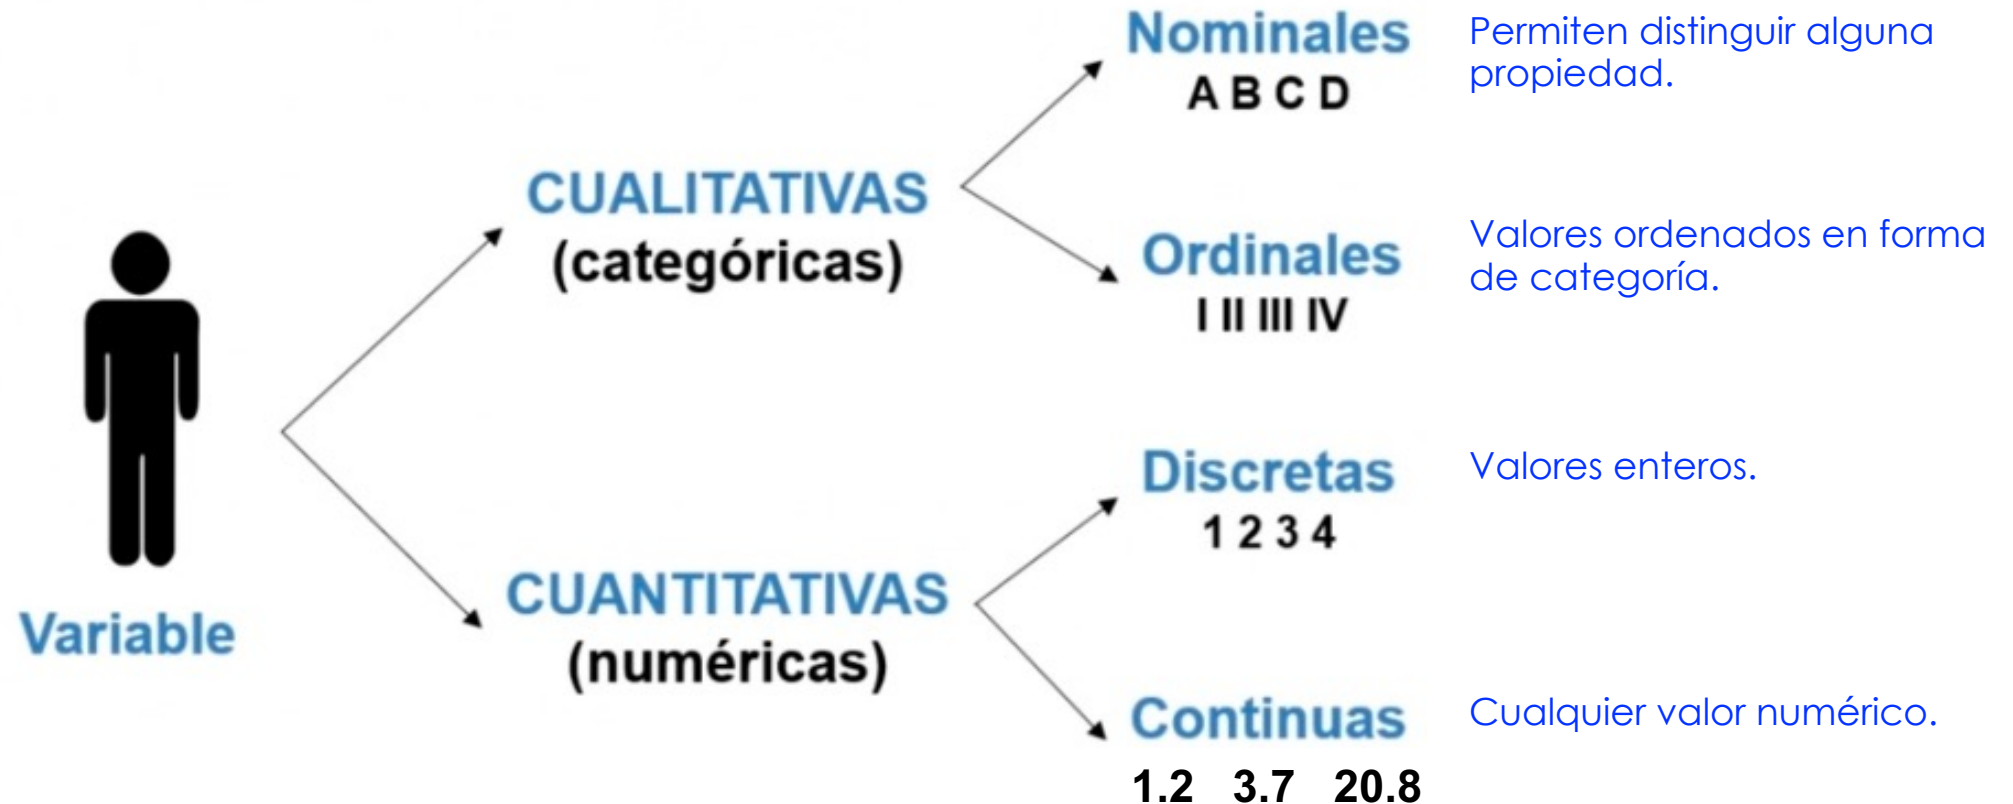 Variable
CUALITATIVAS
(categóricas)
Nominales
A B C D
Permiten distinguir alguna
propiedad.
Ordinales
I II III IV
Valores ordenados en forma
de categoría.
CUANTITATIVAS
(numéricas)
Discretas
1 2 3 4
Valores enteros.
Continuas
1.2 3.7 20.8
Cualquier valor numérico.